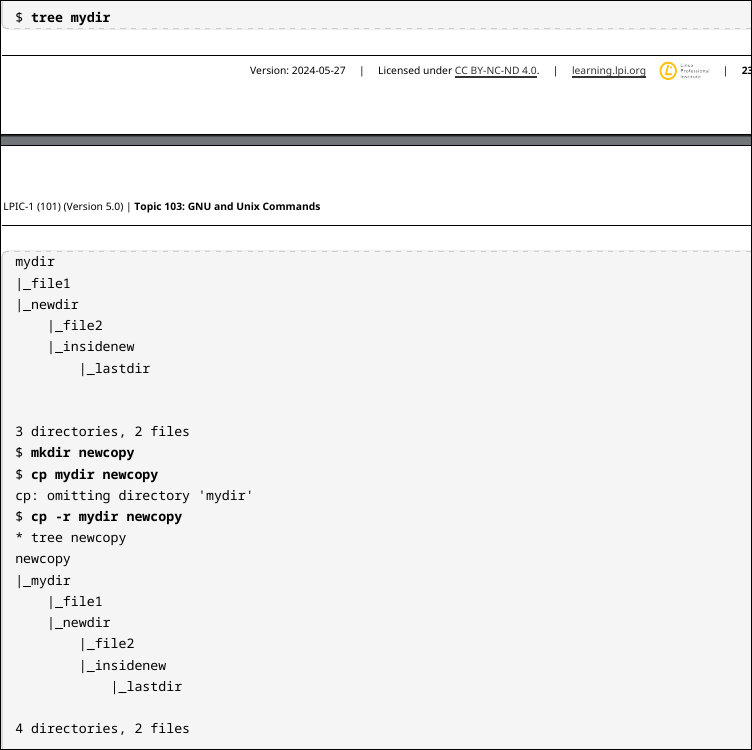 $ tree mydir
Version: 2024-05-27 | Licensed under CC BY-NC-ND 4.0. | learning.lpi.org Linux Professional Institute | 23
LPIC-1 (101) (Version 5.0) | Topic 103: GNU and Unix Commands
mydir
|_file1
|_newdir
    |_file2
    |_insidenew
        |_lastdir
3 directories, 2 files
$ mkdir newcopy
$ cp mydir newcopy
cp: omitting directory 'mydir'
$ cp -r mydir newcopy
* tree newcopy
newcopy
|_mydir
    |_file1
    |_newdir
        |_file2
        |_insidenew
            |_lastdir
4 directories, 2 files